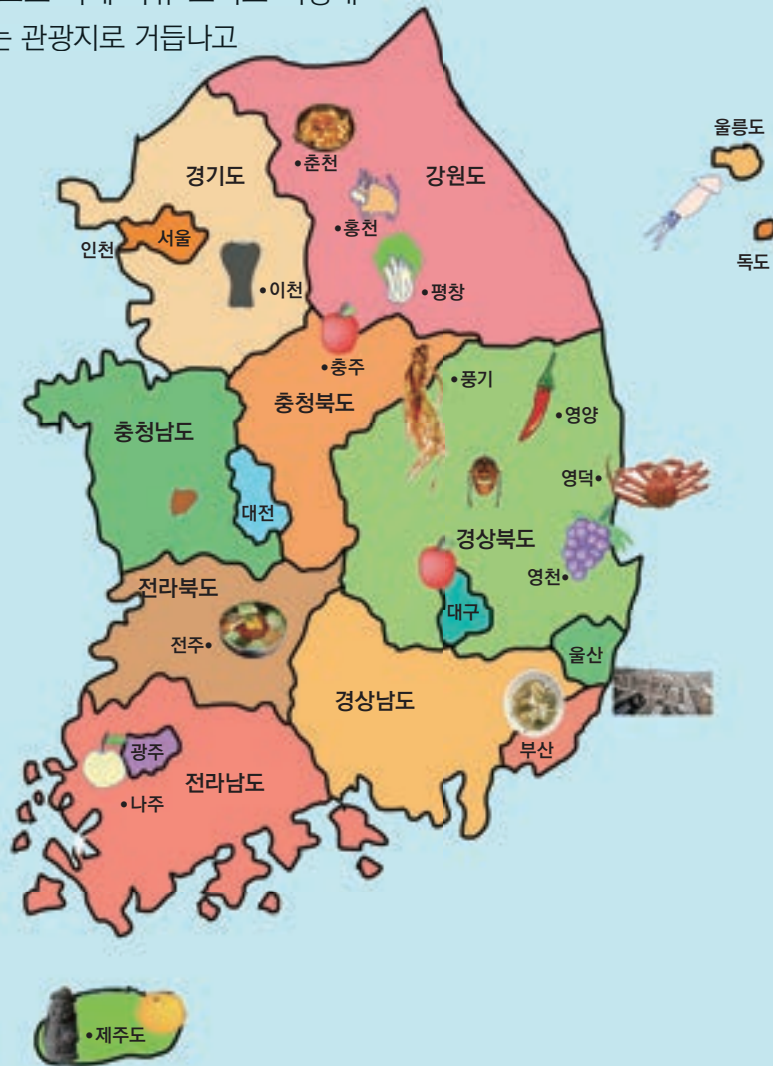 는 관광지로 거듭나고
울릉도
춘천
경기도
강원도
홍천
인천
서울
독도
이천
평창
충주
풍기
충청북도
영양
충청남도
영덕
대전
경상북도
영천
전라북도
대구
전주
울산
경상남도
부산
광주
전라남도
나주
제주도